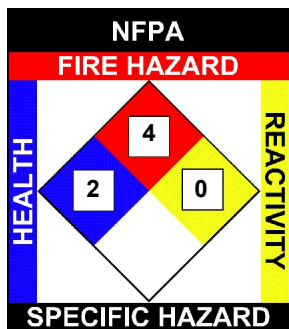 NFPA
FIRE HAZARD
4
HEALTH
2
0
REACTIVITY
SPECIFIC HAZARD